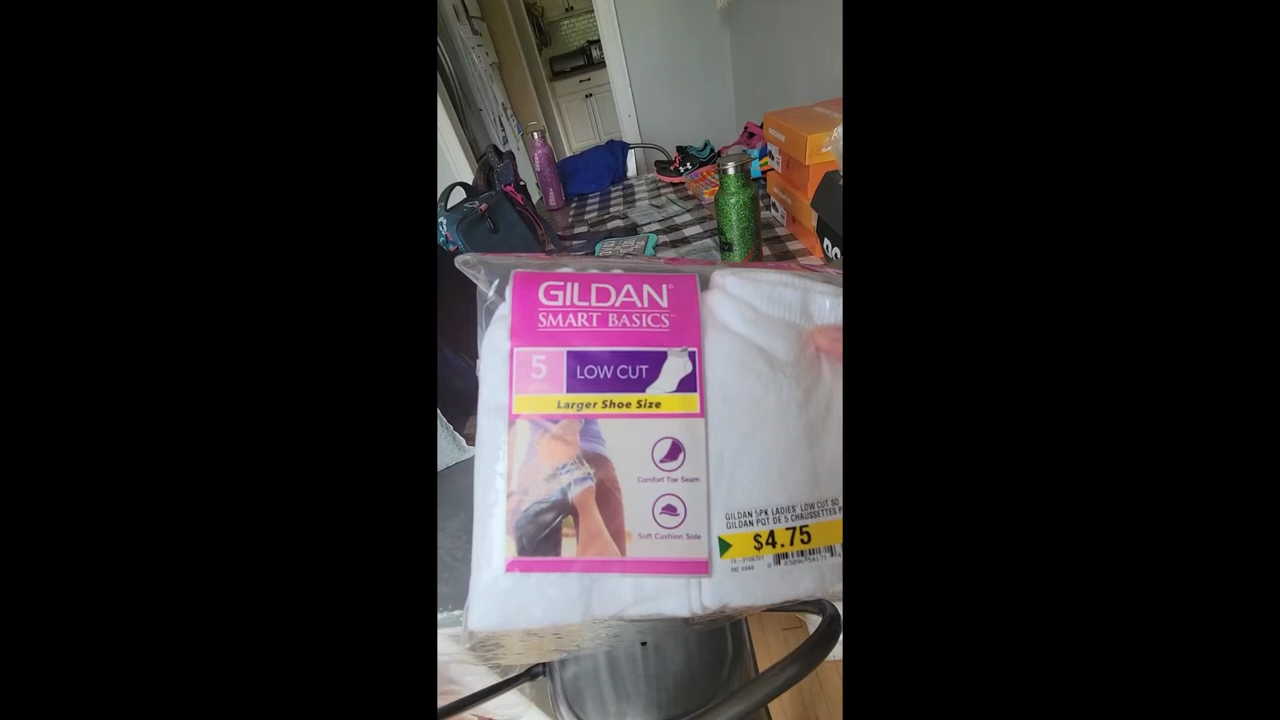 GILDAN®
SMART BASICS™
5
LOW CUT
Larger Shoe Size
Comfort Toe Seam
Soft Cushion Sole
GILDAN 5PK LADIES' LOW CUT SO
GILDAN PQT DE 5 CHAUSSETTES P
$4.75